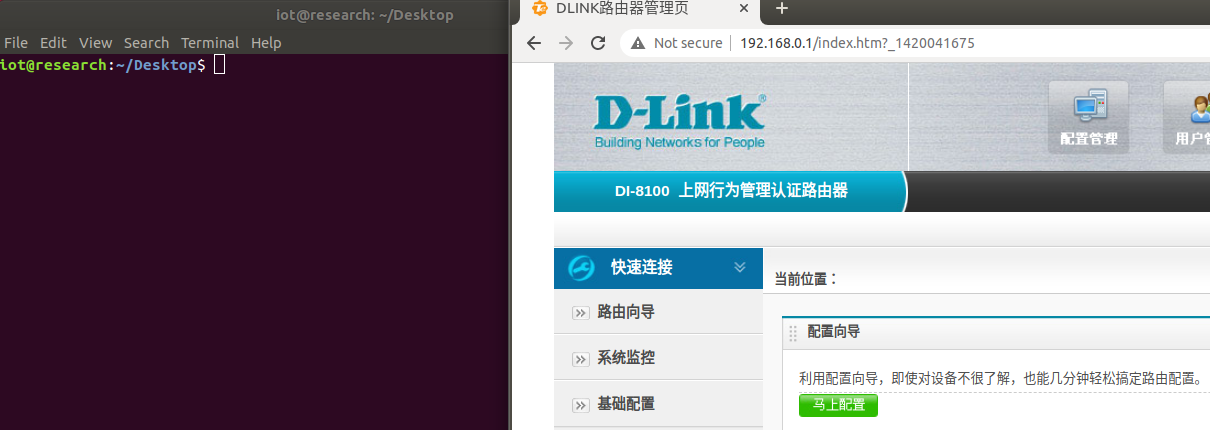 iot@research: ~/Desktop
File Edit View Search Terminal Help
iot@research:~/Desktop$
DLINK路由器管理页
Not secure 192.168.0.1/index.htm?_1420041675
D-Link®
Building Networks for People
配置管理
用户管
DI-8100 上网行为管理认证路由器
快速连接
当前位置：
路由向导
配置向导
系统监控
利用配置向导，即使对设备不很了解，也能几分钟轻松搞定路由配置。
马上配置
基础配置